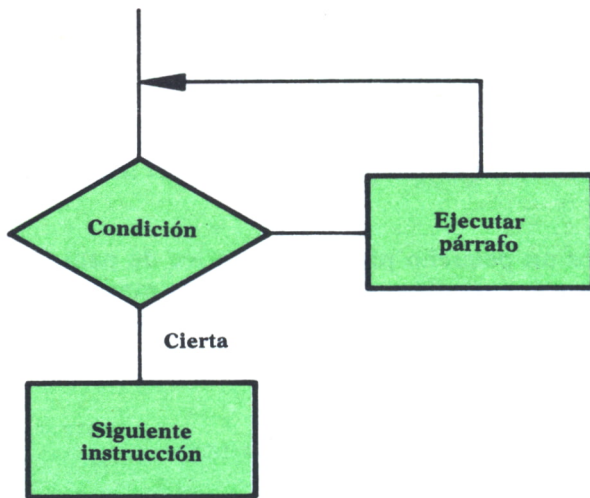 Condición
Ejecutar
párrafo
Cierta
Siguiente
instrucción